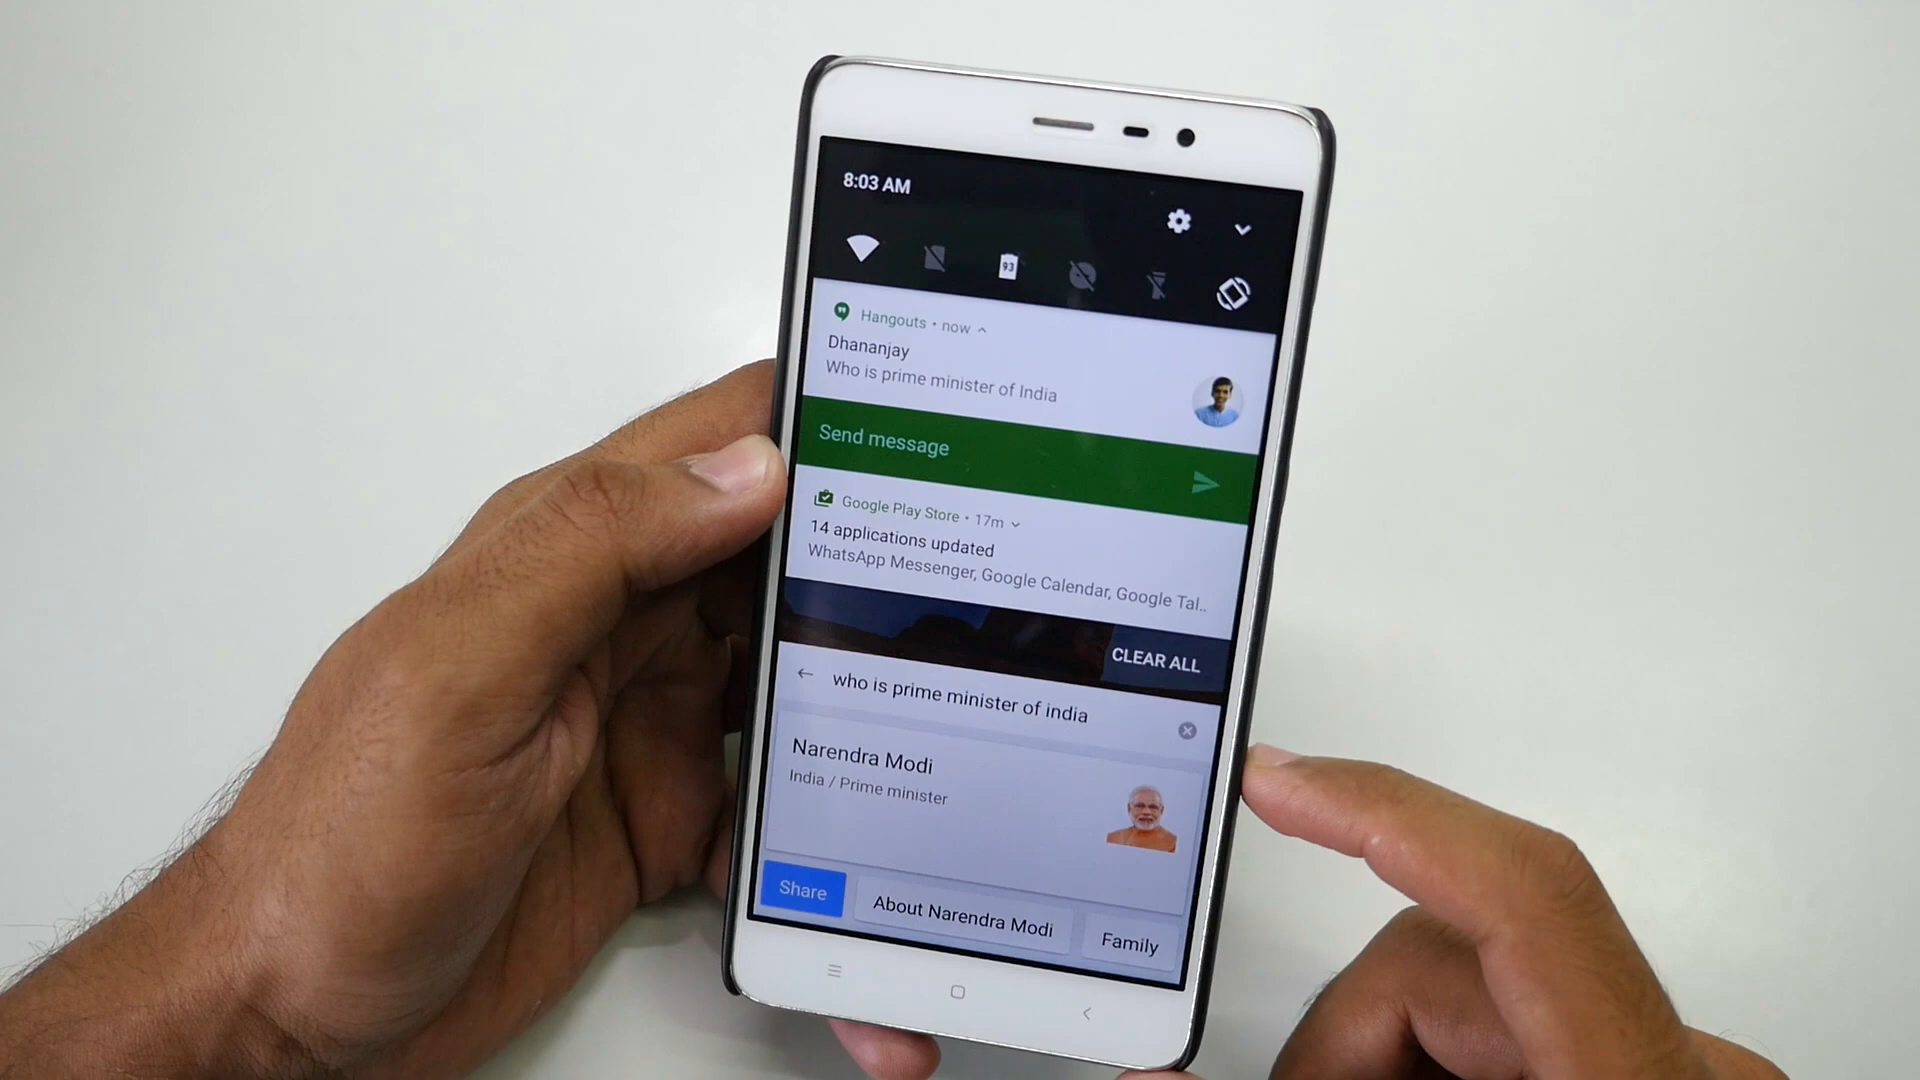 8:03 AM
93
Hangouts • now
Dhananjay
Who is prime minister of India
Send message
Google Play Store • 17m
14 applications updated
WhatsApp Messenger, Google Calendar, Google Tal..
CLEAR ALL
who is prime minister of india
Narendra Modi
India / Prime minister
Share
About Narendra Modi
Family